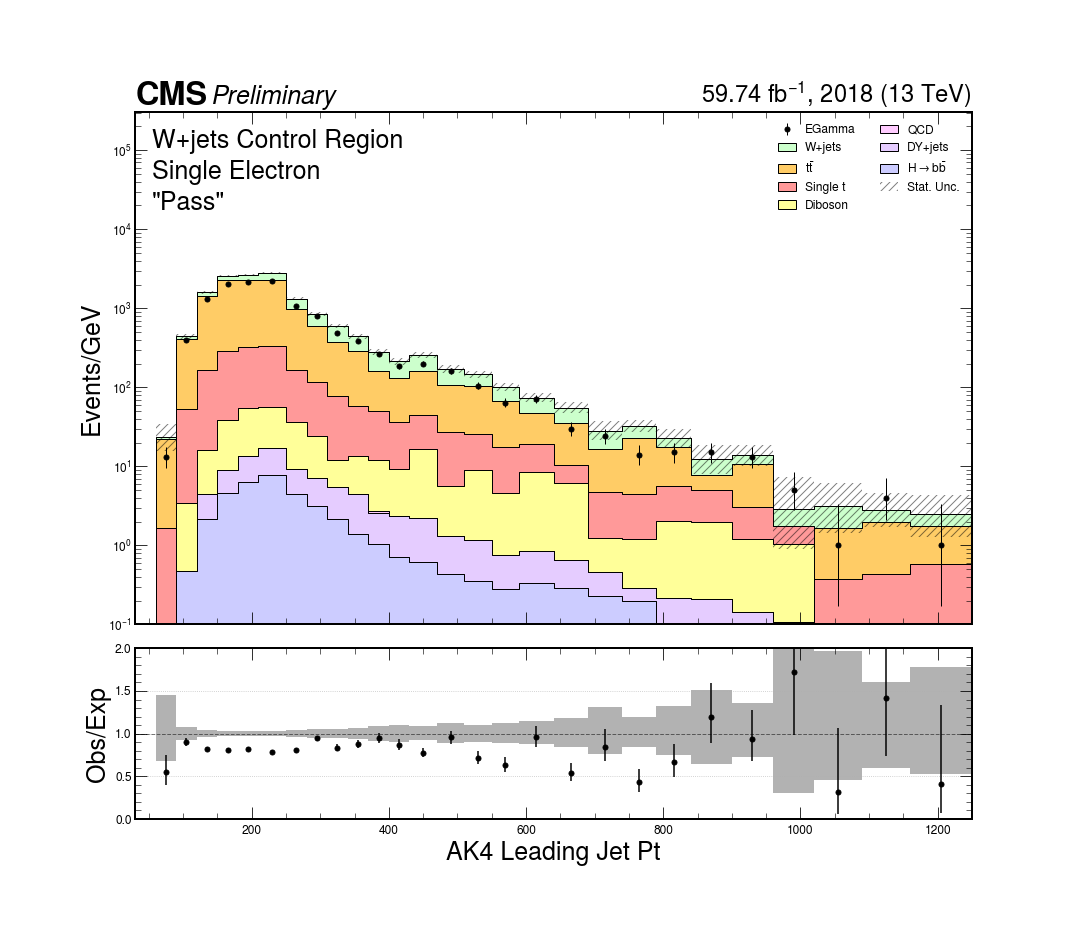 CMS Preliminary
59.74 fb⁻¹, 2018 (13 TeV)
W+jets Control Region
Single Electron
"Pass"
EGamma
W+jets
tt̄
Single t
Diboson
QCD
DY+jets
H→bb̄
Stat. Unc.
10⁵
10⁴
10³
10²
10¹
10⁰
10⁻¹
Events/GeV
2.0
1.5
1.0
0.5
0.0
Obs/Exp
200 400 600 800 1000 1200
AK4 Leading Jet Pt